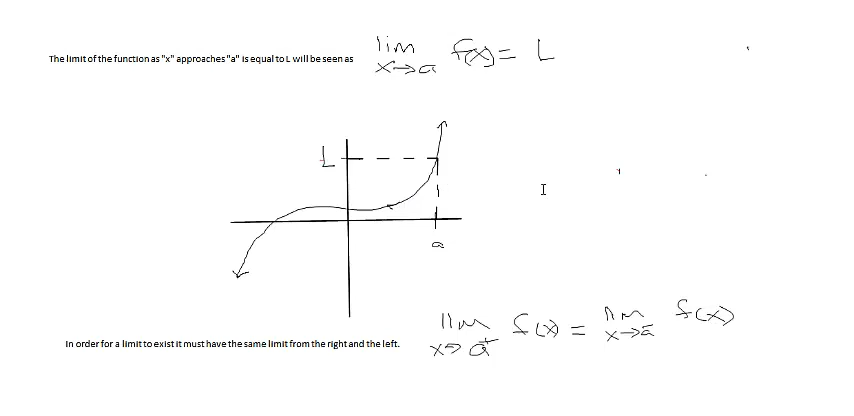 The limit of the function as "x" approaches "a" is equal to L will be seen as lim x→a f(x) = L
L
a
In order for a limit to exist it must have the same limit from the right and the left. lim x→a⁺ f(x) = lim x→a⁻ f(x)